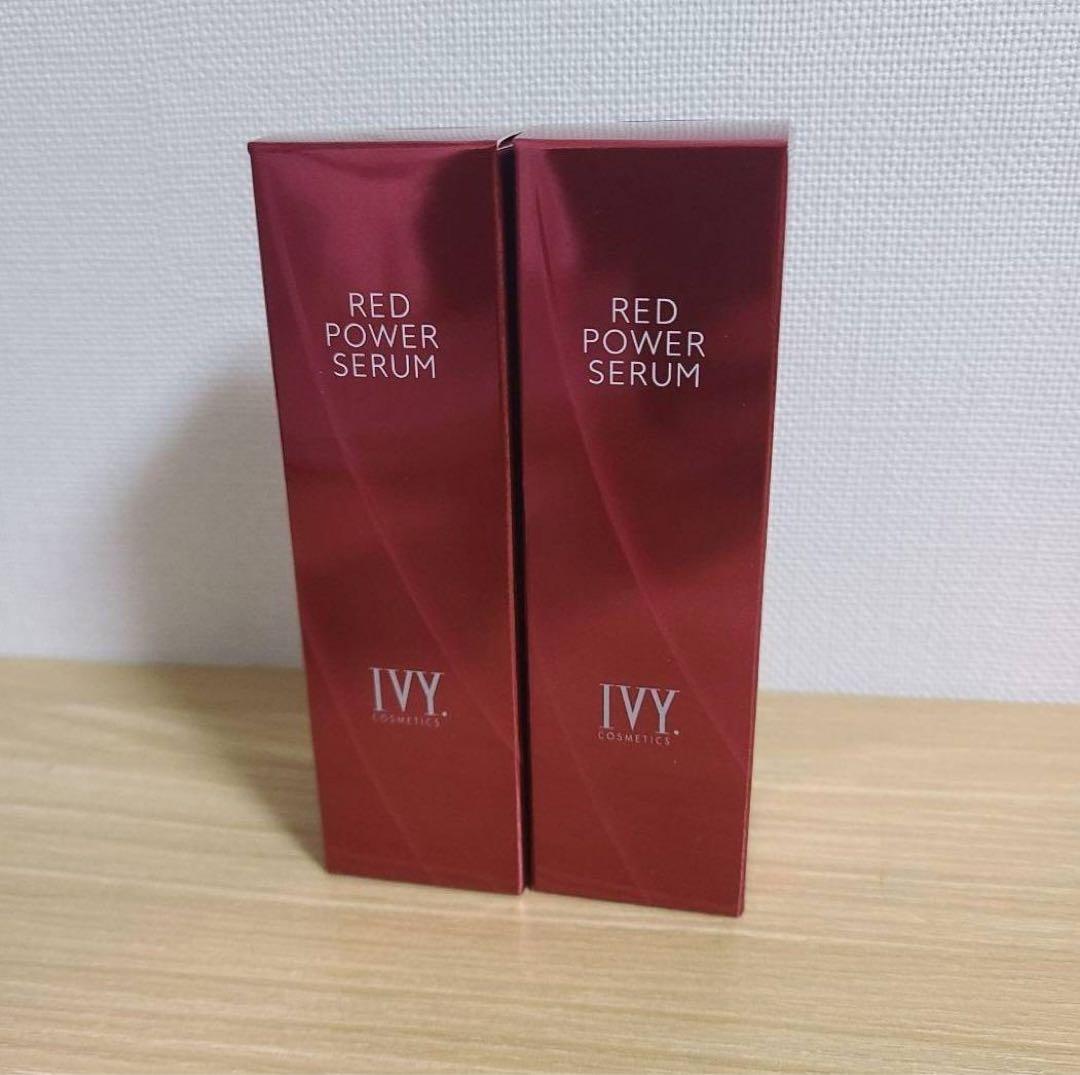 RED
POWER
SERUM
IVY.
COSMETICS
RED
POWER
SERUM
IVY.
COSMETICS